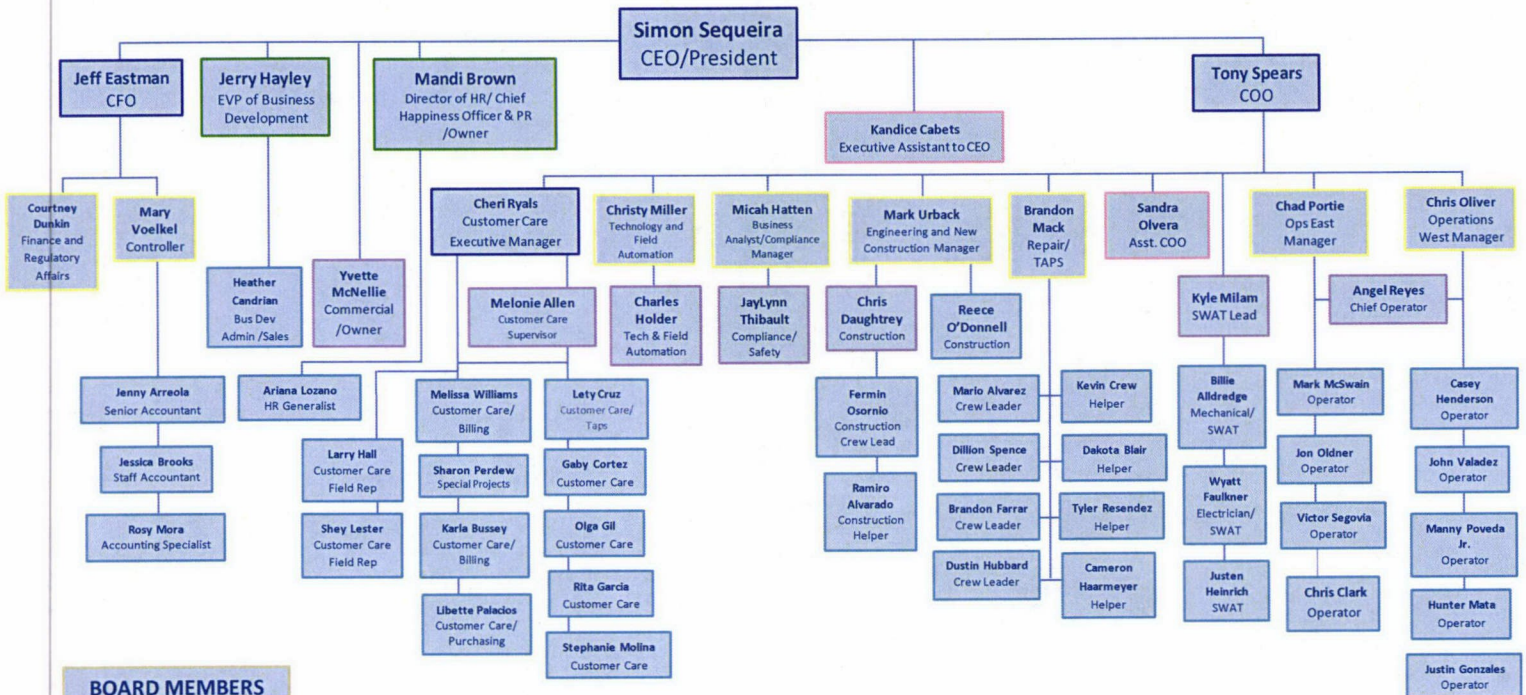 Simon Sequeira
CEO/President
Jeff Eastman
CFO
Jerry Hayley
EVP of Business
Development
Mandi Brown
Director of HR/ Chief
Happiness Officer & PR
/Owner
Kandice Cabets
Executive Assistant to CEO
Tony Spears
COO
Courtney
Dunkin
Finance and
Regulatory
Affairs
Mary
Voelkel
Controller
Heather
Candrian
Bus Dev
Admin /Sales
Yvette
McNellie
Commercial
/Owner
Cheri Ryals
Customer Care
Executive Manager
Christy Miller
Technology and
Field
Automation
Micah Hatten
Business
Analyst/Compliance
Manager
Mark Urback
Engineering and New
Construction Manager
Brandon
Mack
Repair/
TAPS
Sandra
Olvera
Asst. COO
Chad Portie
Ops East
Manager
Chris Oliver
Operations
West Manager
Melonie Allen
Customer Care
Supervisor
Charles
Holder
Tech & Field
Automation
JayLynn
Thibault
Compliance/
Safety
Chris
Daughtrey
Construction
Reece
O'Donnell
Construction
Kyle Milam
SWAT Lead
Angel Reyes
Chief Operator
Jenny Arreola
Senior Accountant
Jessica Brooks
Staff Accountant
Rosy Mora
Accounting Specialist
Ariana Lozano
HR Generalist
Larry Hall
Customer Care
Field Rep
Shey Lester
Customer Care
Field Rep
Melissa Williams
Customer Care/
Billing
Sharon Perdew
Special Projects
Karla Bussey
Customer Care/
Billing
Libette Palacios
Customer Care/
Purchasing
Lety Cruz
Customer Care/
Taps
Gaby Cortez
Customer Care
Olga Gil
Customer Care
Rita Garcia
Customer Care
Stephanie Molina
Customer Care
Fermin
Osornio
Construction
Crew Lead
Ramiro
Alvarado
Construction
Helper
Mario Alvarez
Crew Leader
Dillion Spence
Crew Leader
Brandon Farrar
Crew Leader
Dustin Hubbard
Crew Leader
Kevin Crew
Helper
Dakota Blair
Helper
Tyler Resendez
Helper
Cameron
Haarmeyer
Helper
Billie
Alldredge
Mechanical/
SWAT
Wyatt
Faulkner
Electrician/
SWAT
Justen
Heinrich
SWAT
Mark McSwain
Operator
Jon Oldner
Operator
Victor Segovia
Operator
Chris Clark
Operator
Casey
Henderson
Operator
John Valadez
Operator
Manny Poveda
Jr.
Operator
Hunter Mata
Operator
Justin Gonzales
Operator
BOARD MEMBERS